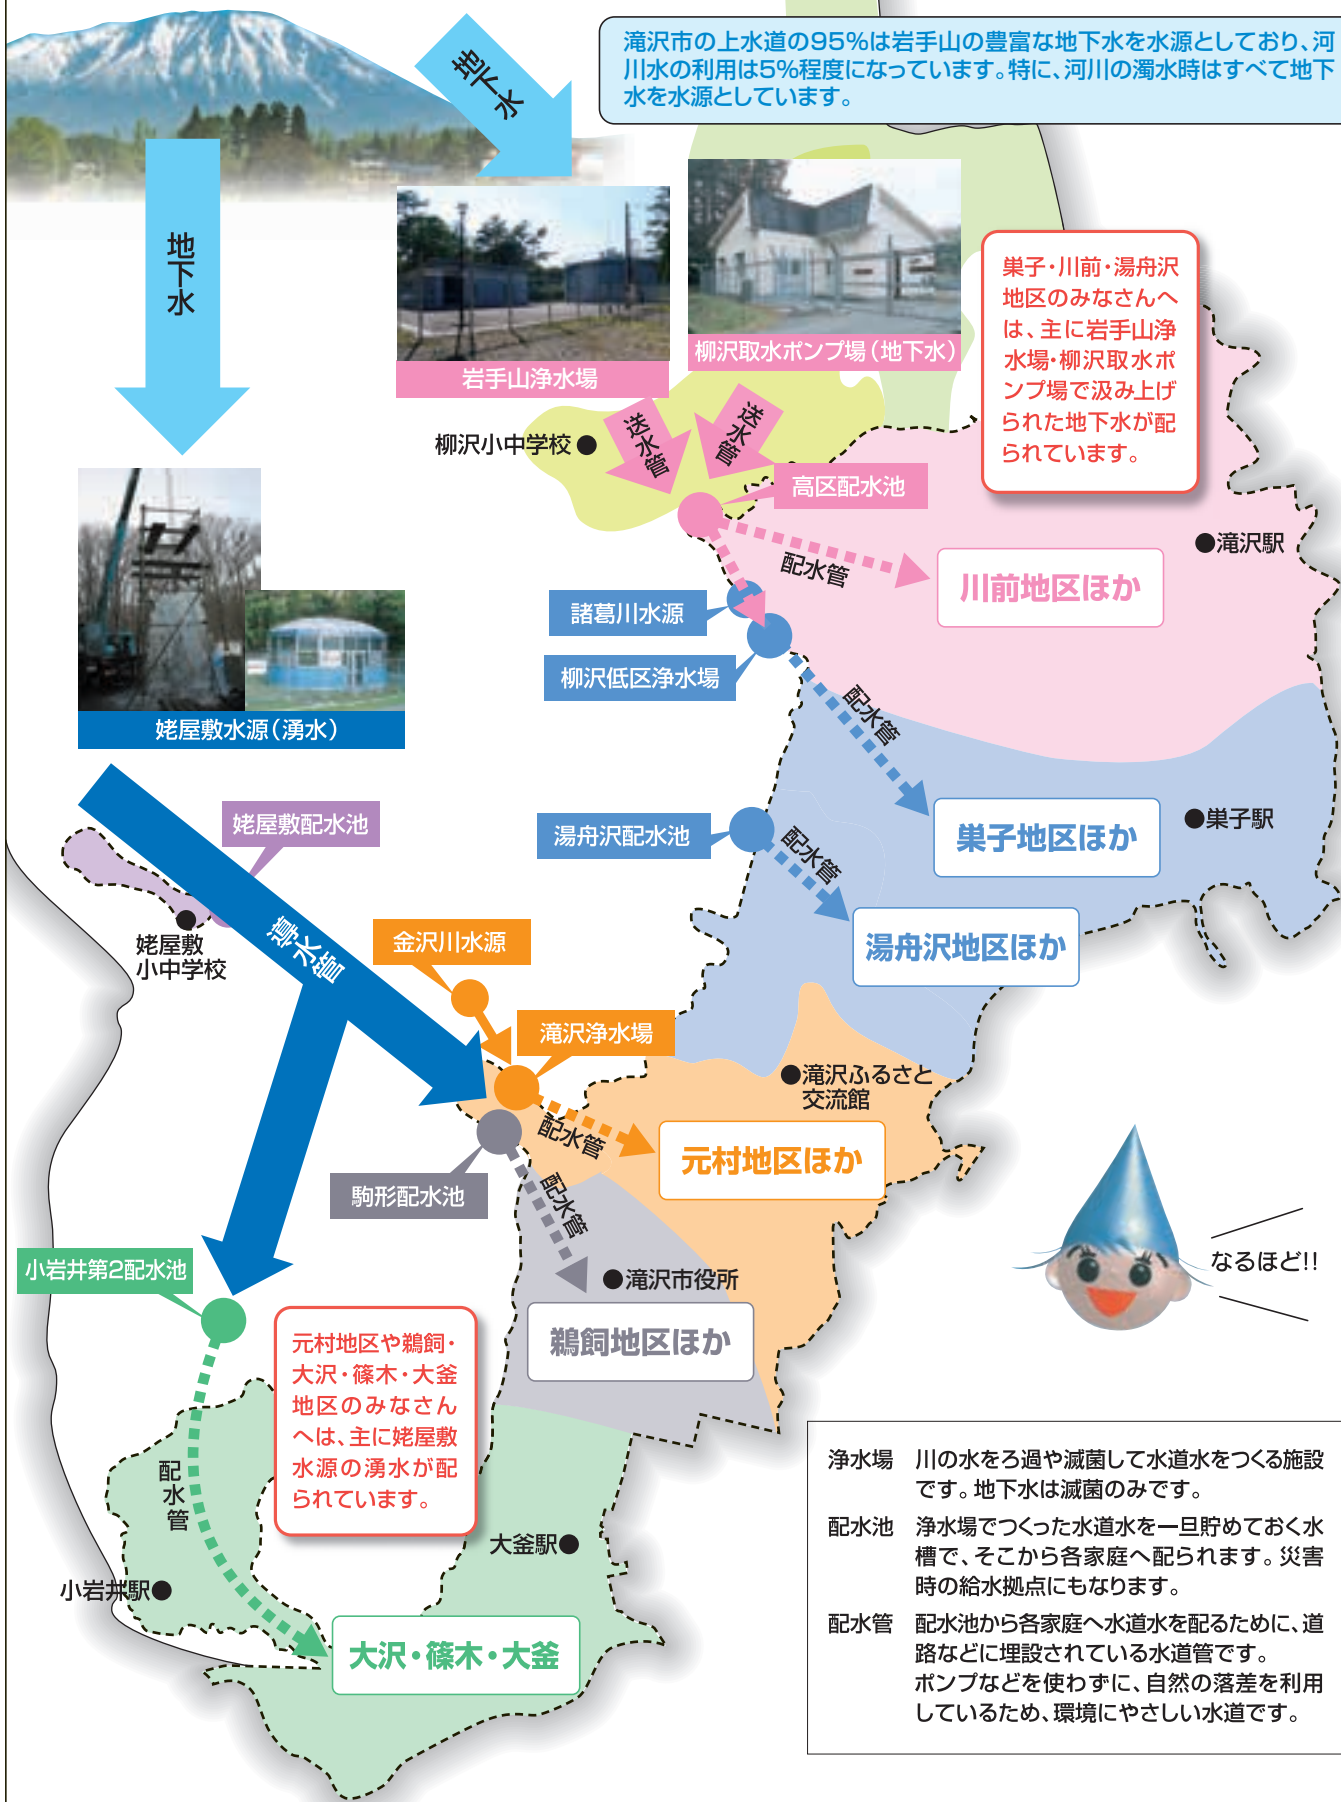 滝沢市の上水道の95%は岩手山の豊富な地下水を水源としており、河
川水の利用は5%程度になっています。特に、河川の濁水時はすべて地下
水を水源としています。
地下水
地下水
岩手山浄水場
柳沢取水ポンプ場(地下水)
巣子・川前・湯舟沢
地区のみなさんへ
は、主に岩手山浄
水場・柳沢取水ポ
ンプ場で汲み上げ
られた地下水が配
られています。
送水管
送水管
柳沢小中学校
高区配水池
滝沢駅
配水管
川前地区ほか
諸葛川水源
柳沢低区浄水場
配水管
姥屋敷水源(湧水)
姥屋敷配水池
湯舟沢配水池
配水管
巣子地区ほか
巣子駅
姥屋敷
小中学校
導水管
金沢川水源
湯舟沢地区ほか
滝沢浄水場
滝沢ふるさと
交流館
配水管
元村地区ほか
駒形配水池
配水管
小岩井第2配水池
滝沢市役所
なるほど!!
鵜飼地区ほか
元村地区や鵜飼・
大沢・篠木・大釜
地区のみなさん
へは、主に姥屋敷
水源の湧水が配
られています。
配水管
大釜駅
小岩井駅
大沢・篠木・大釜
浄水場 川の水をろ過や滅菌して水道水をつくる施設
です。地下水は滅菌のみです。
配水池 浄水場でつくった水道水を一旦貯めておく水
槽で、そこから各家庭へ配られます。災害
時の給水拠点にもなります。
配水管 配水池から各家庭へ水道水を配るために、道
路などに埋設されている水道管です。
ポンプなどを使わずに、自然の落差を利用
しているため、環境にやさしい水道です。